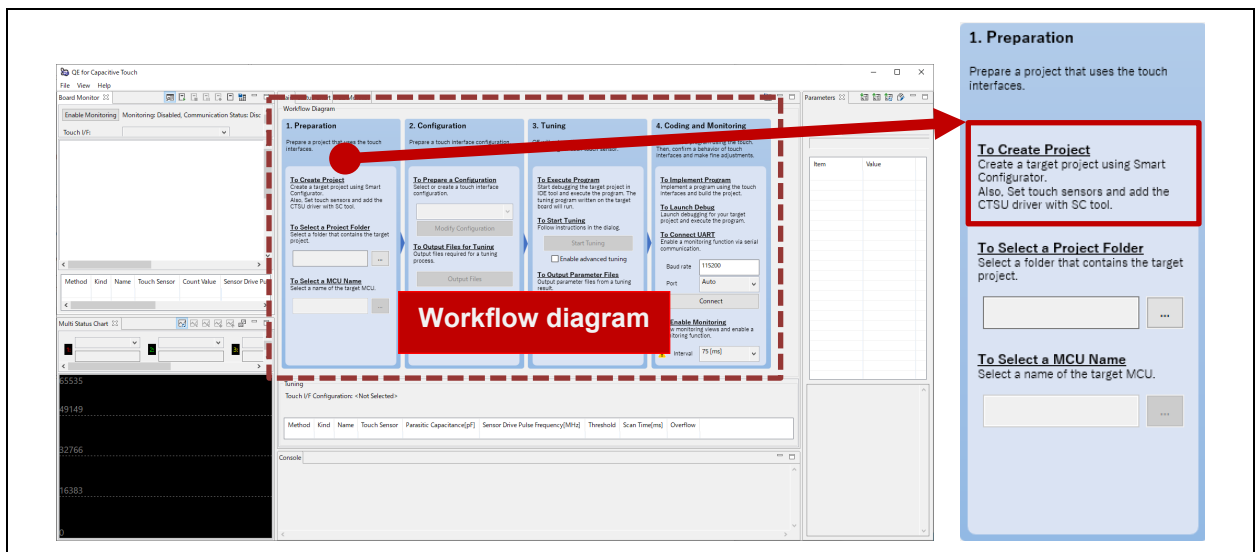 QE for Capacitive Touch
File View Help
Board Monitor
Enable Monitoring Monitoring: Disabled, Communication Status: Disc
Touch I/F:
Method Kind Name Touch Sensor Count Value Sensor Drive Pu
Multi Status Chart
65535
49149
32766
16383
0
Workflow Diagram
1. Preparation
Prepare a project that uses the touch
interfaces.
To Create Project
Create a target project using Smart
Configurator.
Also, Set touch sensors and add the
CTSU driver with SC tool.
To Select a Project Folder
Select a folder that contains the target
project.
...
To Select a MCU Name
Select a name of the target MCU.
...
2. Configuration
Prepare a touch interface configuration
To Prepare a Configuration
Select or create a touch interface
configuration.
Modify Configuration
To Output Files for Tuning
Output files required for a tuning
process.
Output Files
3. Tuning
To Execute Program
Start debugging the target project in
IDE tool and execute the program. The
tuning program written on the target
board will run.
To Start Tuning
Follow instructions in the dialog.
Start Tuning
Enable advanced tuning
To Output Parameter Files
Output parameter files from a tuning
result.
4. Coding and Monitoring
Then, confirm a behavior of touch
interfaces and make fine adjustments.
To Implement Program
Implement a program using the touch
interfaces and build the project.
To Launch Debug
Launch debugging for your target
project and execute the program.
To Connect UART
Enable a monitoring function via serial
communication.
Baud rate 115200
Port Auto
Connect
Enable Monitoring
monitoring views and enable a
function.
Interval 75 [ms]
Workflow diagram
Tuning
Touch I/F Configuration: <Not Selected>
Method Kind Name Touch Sensor Parasitic Capacitance[pF] Sensor Drive Pulse Frequency[MHz] Threshold Scan Time[ms] Overflow
Console
Parameters
Item Value
1. Preparation
Prepare a project that uses the touch
interfaces.
To Create Project
Create a target project using Smart
Configurator.
Also, Set touch sensors and add the
CTSU driver with SC tool.
To Select a Project Folder
Select a folder that contains the target
project.
...
To Select a MCU Name
Select a name of the target MCU.
...